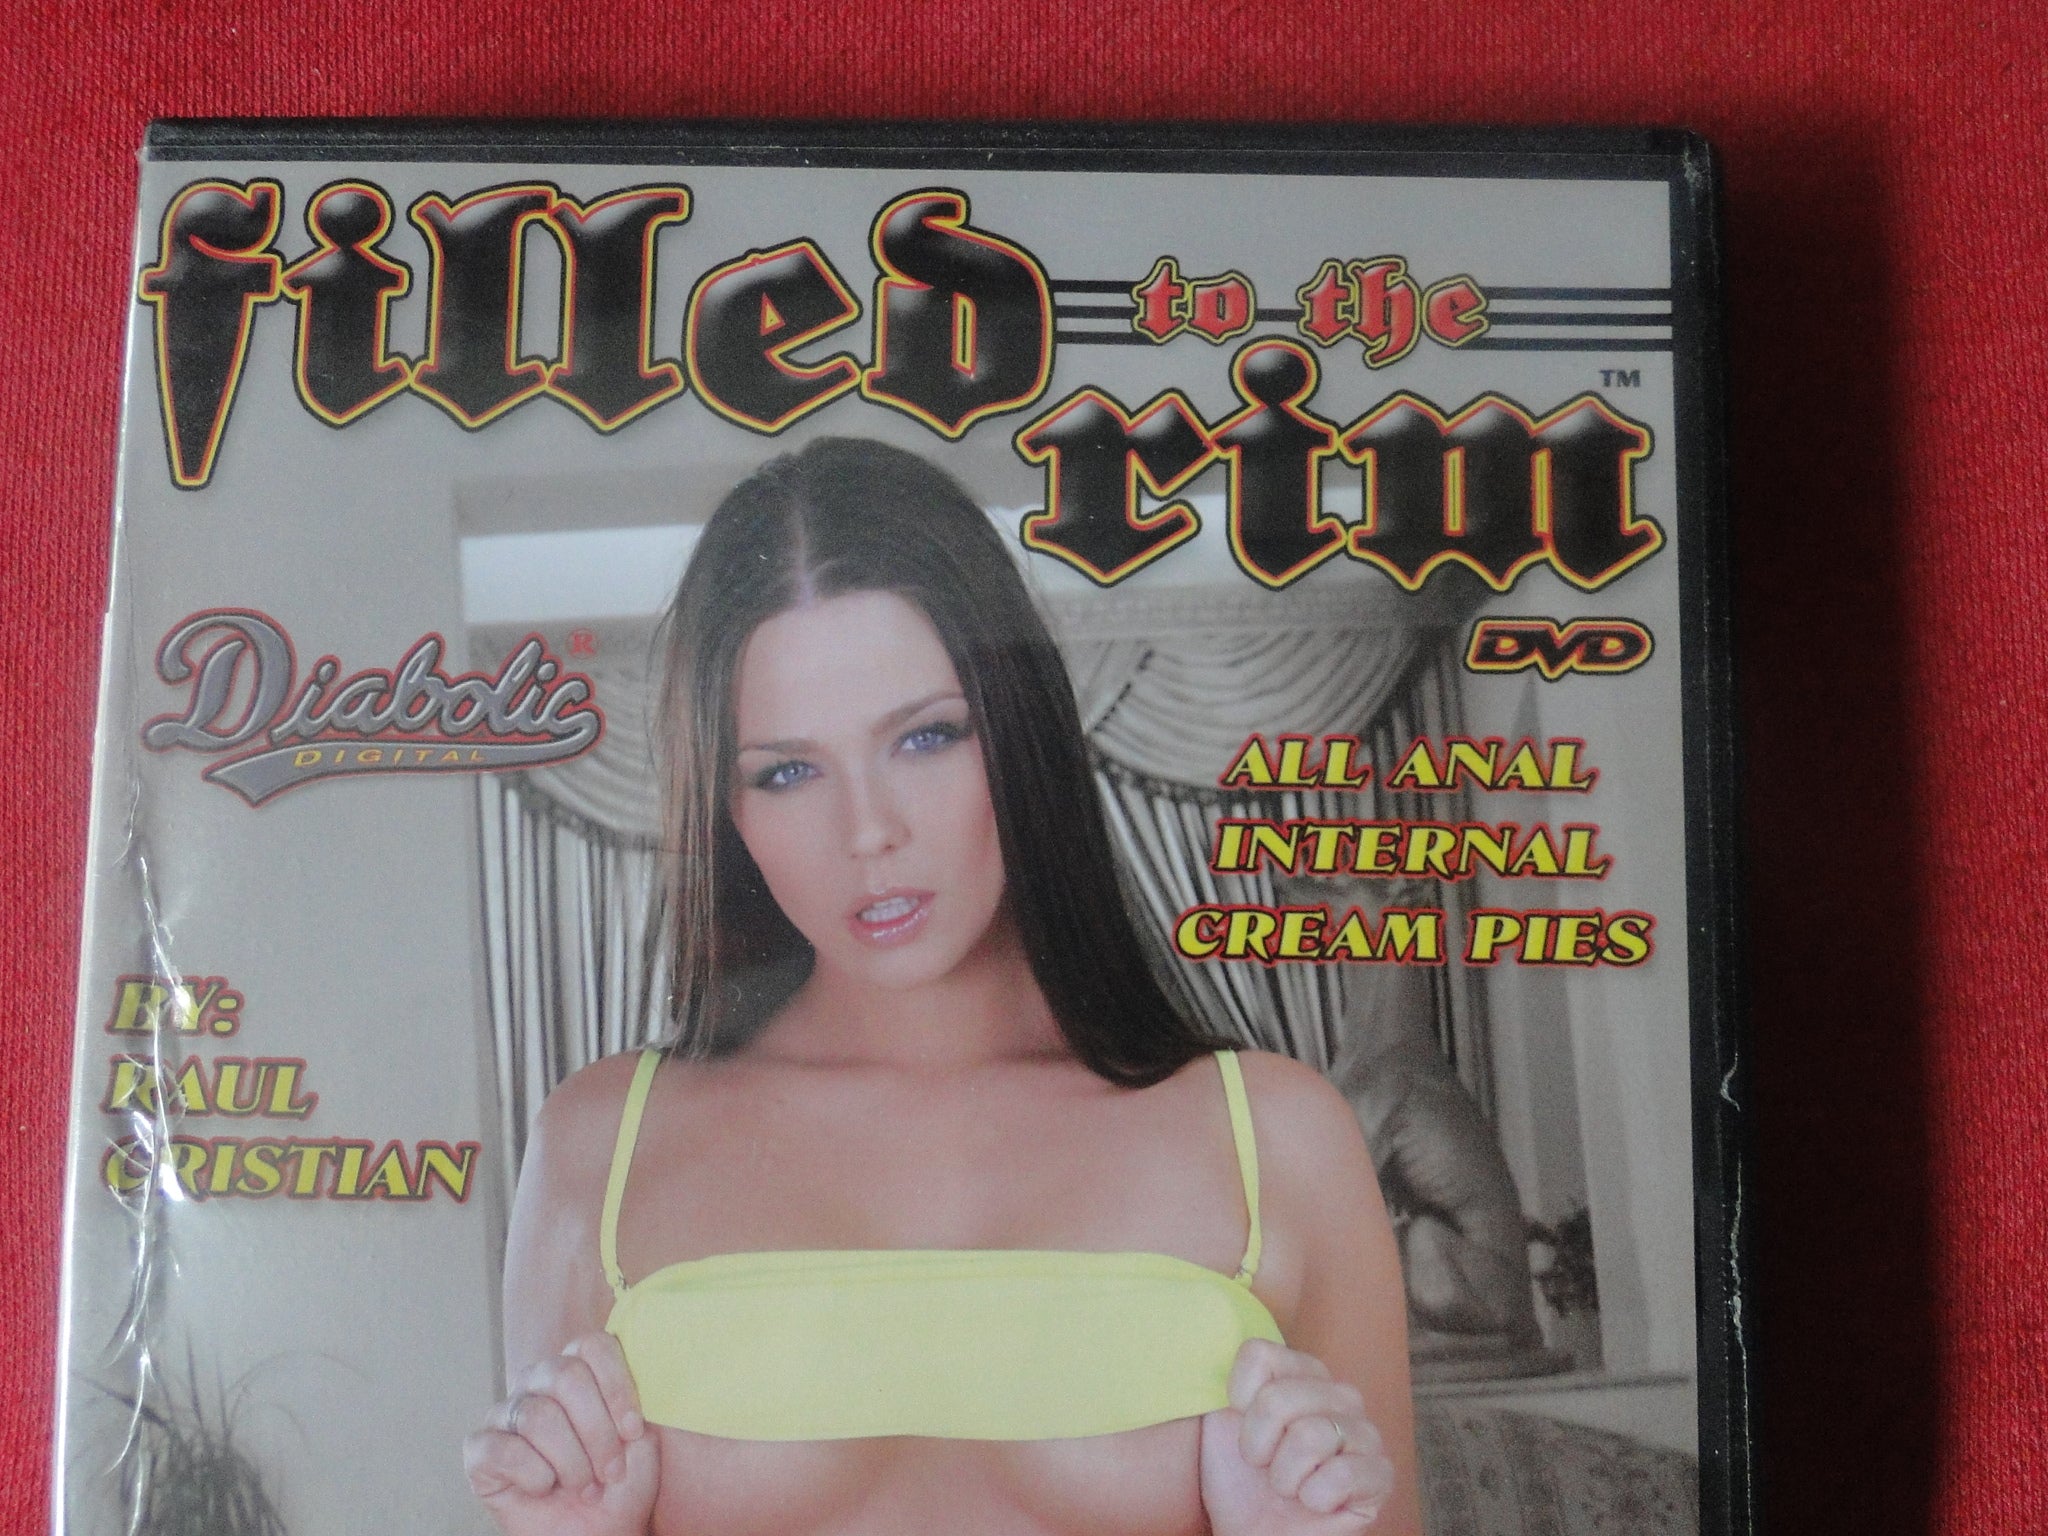 filled to the
rim TM
DVD
Diabolic®
DIGITAL
ALL ANAL
INTERNAL
CREAM PIES
BY:
RAUL
CRISTIAN